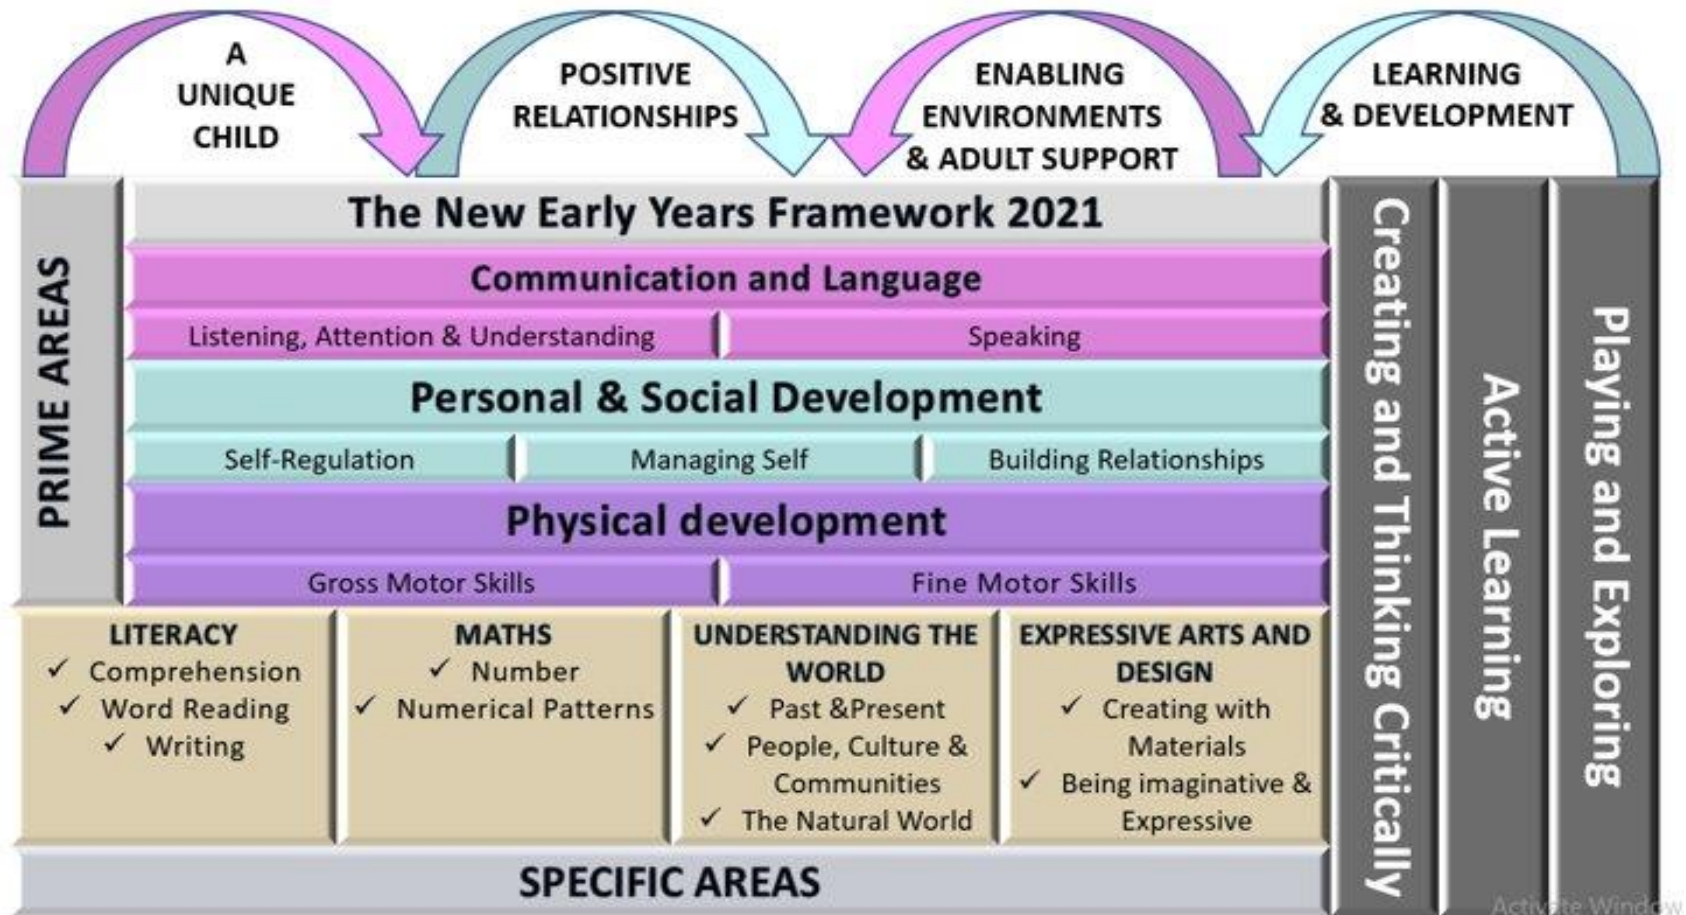 A
UNIQUE
CHILD
POSITIVE
RELATIONSHIPS
ENABLING
ENVIRONMENTS
& ADULT SUPPORT
LEARNING
& DEVELOPMENT
PRIME AREAS
The New Early Years Framework 2021
Communication and Language
Listening, Attention & Understanding
Speaking
Personal & Social Development
Self-Regulation
Managing Self
Building Relationships
Physical development
Gross Motor Skills
Fine Motor Skills
LITERACY
✓ Comprehension
✓ Word Reading
✓ Writing
MATHS
✓ Number
✓ Numerical Patterns
UNDERSTANDING THE
WORLD
✓ Past &Present
✓ People, Culture &
Communities
✓ The Natural World
EXPRESSIVE ARTS AND
DESIGN
✓ Creating with
Materials
✓ Being imaginative &
Expressive
SPECIFIC AREAS
Creating and Thinking Critically
Active Learning
Playing and Exploring
Activate Window